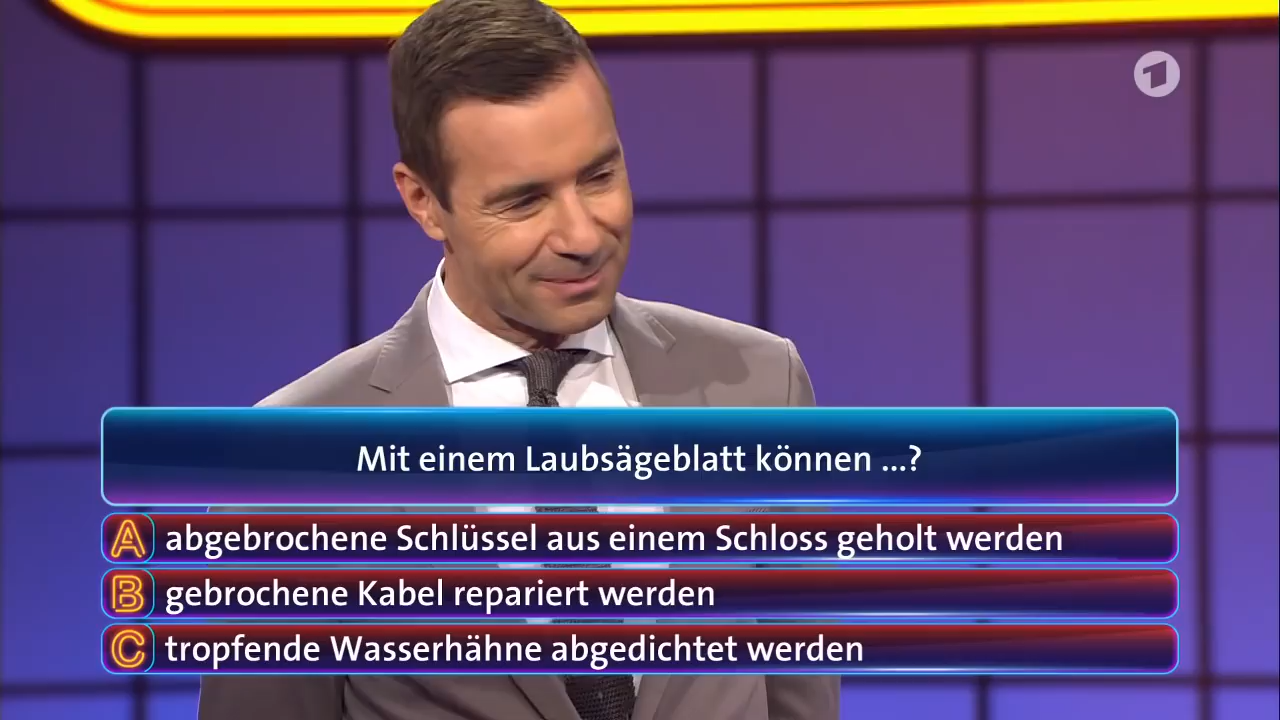 1
Mit einem Laubsägeblatt können ...?
A abgebrochene Schlüssel aus einem Schloss geholt werden
B gebrochene Kabel repariert werden
C tropfende Wasserhähne abgedichtet werden